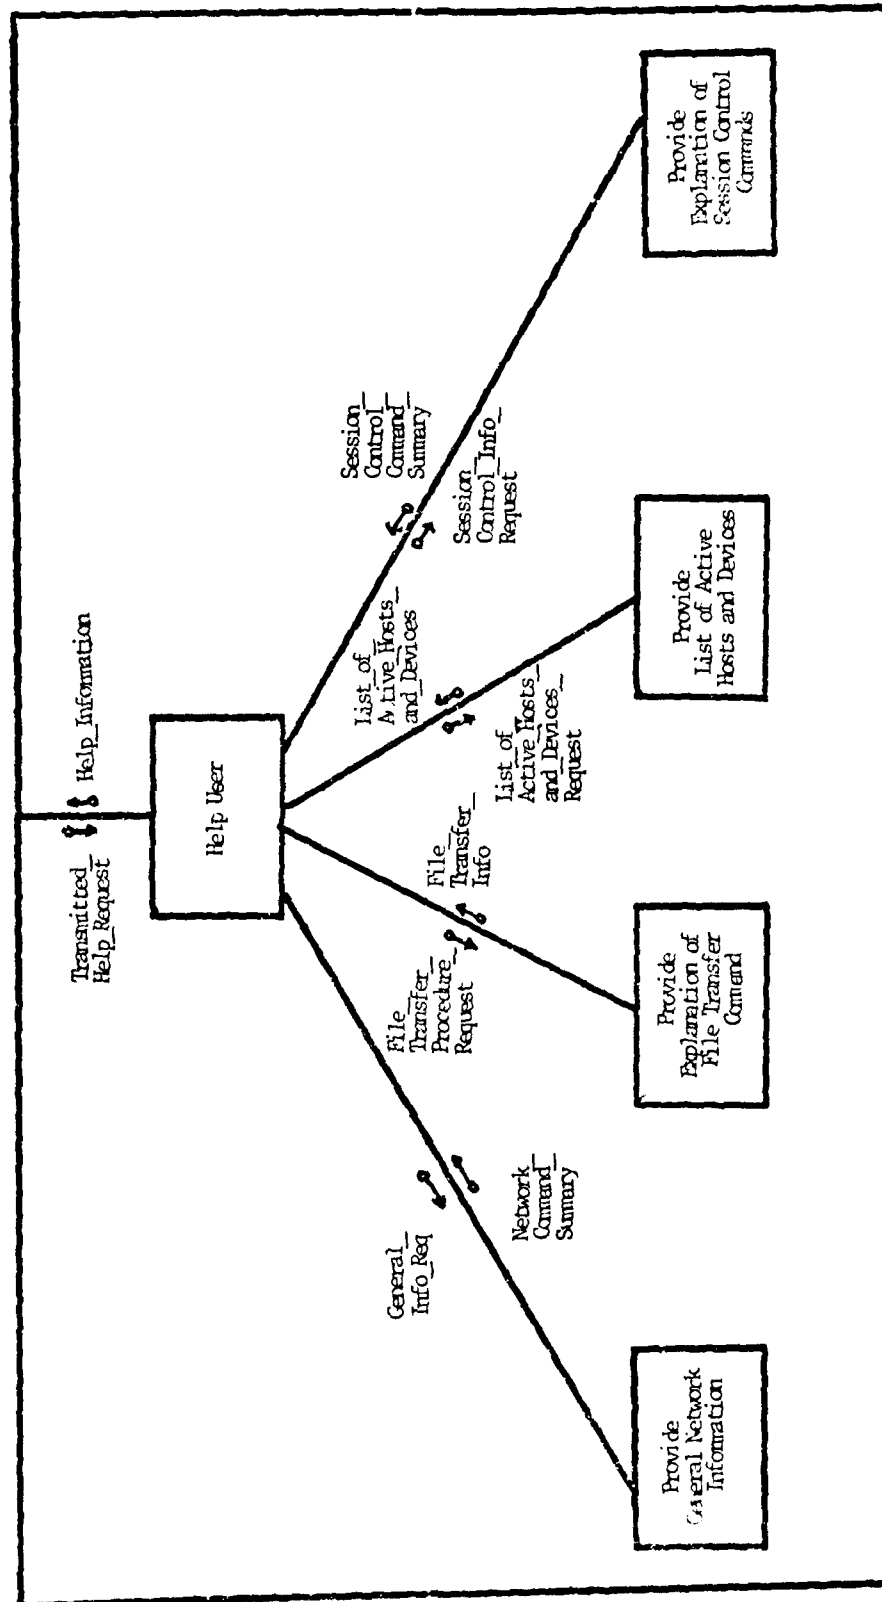 Transmitted_
Help_Request
Help_Information
Help User
General_
Info_Req
Network_
Command_
Summary
File_
Transfer_
Procedure_
Request
File_
Transfer_
Info
List_of_
Active_Hosts_
and_Devices
List_of_
Active_Hosts_
and_Devices_
Request
Session_
Control_
Command_
Summary
Session_
Control_Info_
Request
Provide
General Network
Information
Provide
Explanation of
File Transfer
Command
Provide
List of Active
Hosts and Devices
Provide
Explanation of
Session Control
Commands